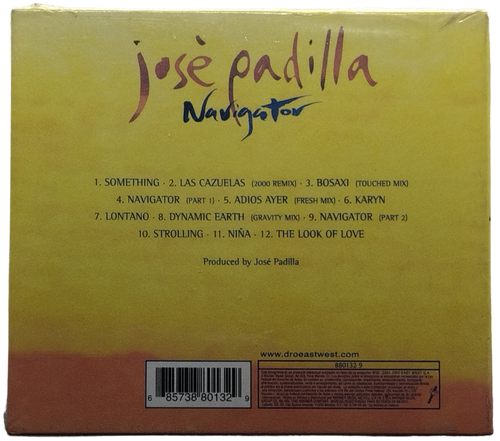 josè padilla
Navigator
1. SOMETHING · 2. LAS CAZUELAS (2000 REMIX) · 3. BOSAXI (TOUCHED MIX)
4. NAVIGATOR (PART 1) · 5. ADIOS AYER (FRESH MIX) · 6. KARYN
7. LONTANO · 8. DYNAMIC EARTH (GRAVITY MIX) · 9. NAVIGATOR (PART 2)
10. STROLLING · 11. NIÑA · 12. THE LOOK OF LOVE
Produced by José Padilla
www.droeastwest.com
880132 9
6 85738 80132 9